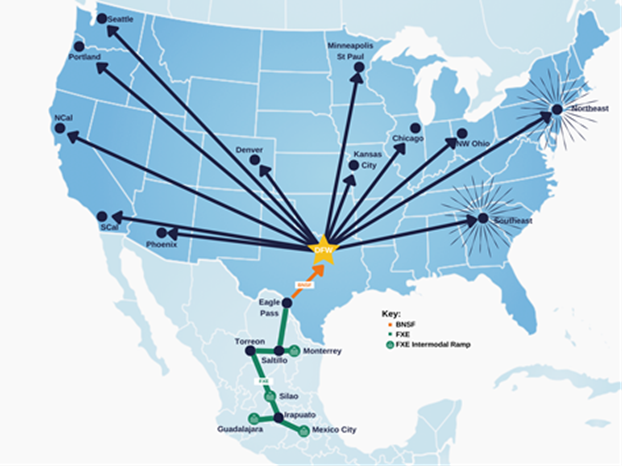 Seattle
Portland
Minneapolis
St Paul
Northeast
NCal
Chicago
NW Ohio
Denver
Kansas
City
SCal
Southeast
Phoenix
DFW
BNSF
Eagle
Pass
Key:
BNSF
FXE
FXE Intermodal Ramp
Torreon
Monterrey
Saltillo
FXE
Silao
Irapuato
Guadalajara
Mexico City